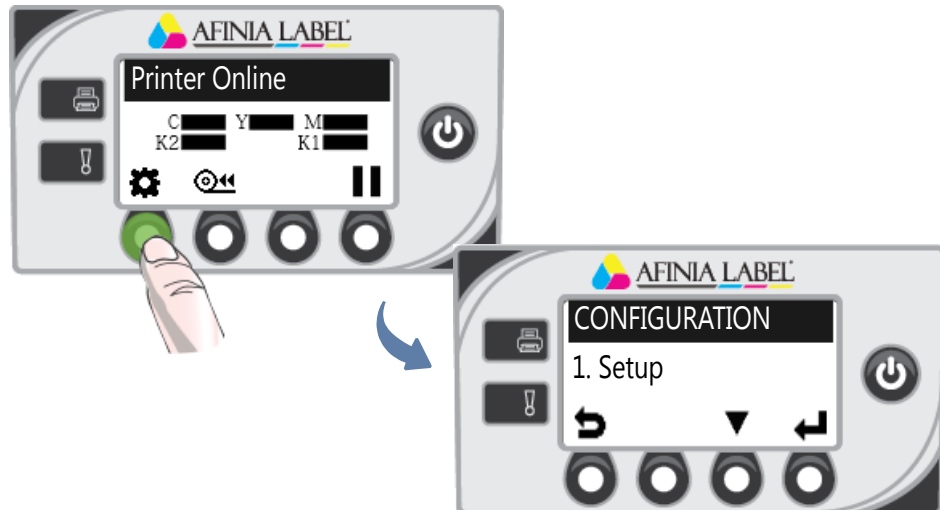 AFINIA LABEL
Printer Online
C Y M
K2 K1
AFINIA LABEL
CONFIGURATION
1. Setup